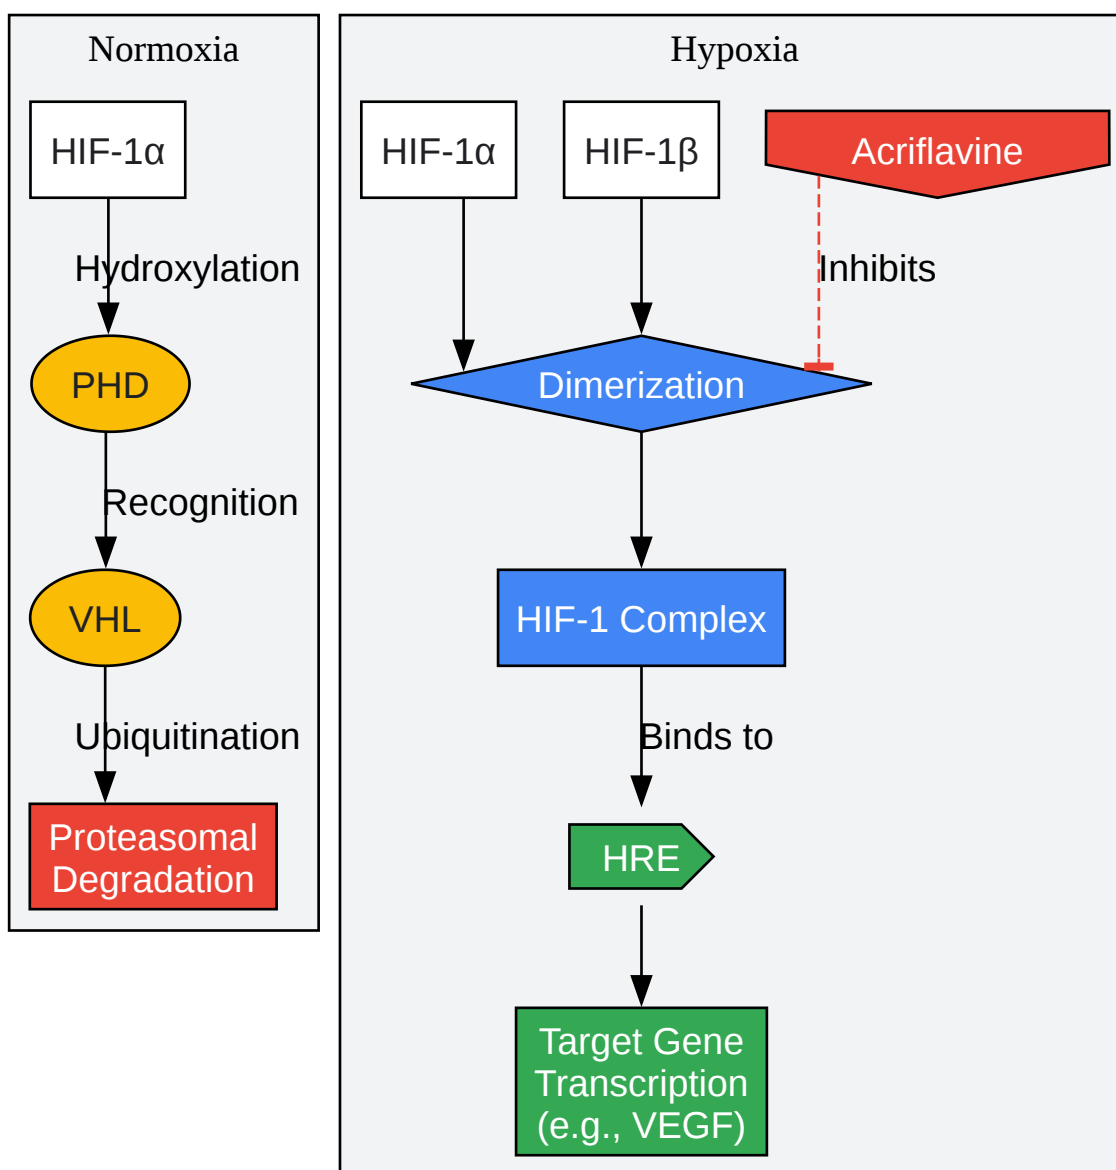 Normoxia
HIF-1α
Hydroxylation
PHD
Recognition
VHL
Ubiquitination
Proteasomal
Degradation
Hypoxia
HIF-1α
HIF-1β
Acriflavine
Inhibits
Dimerization
HIF-1 Complex
Binds to
HRE
Target Gene
Transcription
(e.g., VEGF)